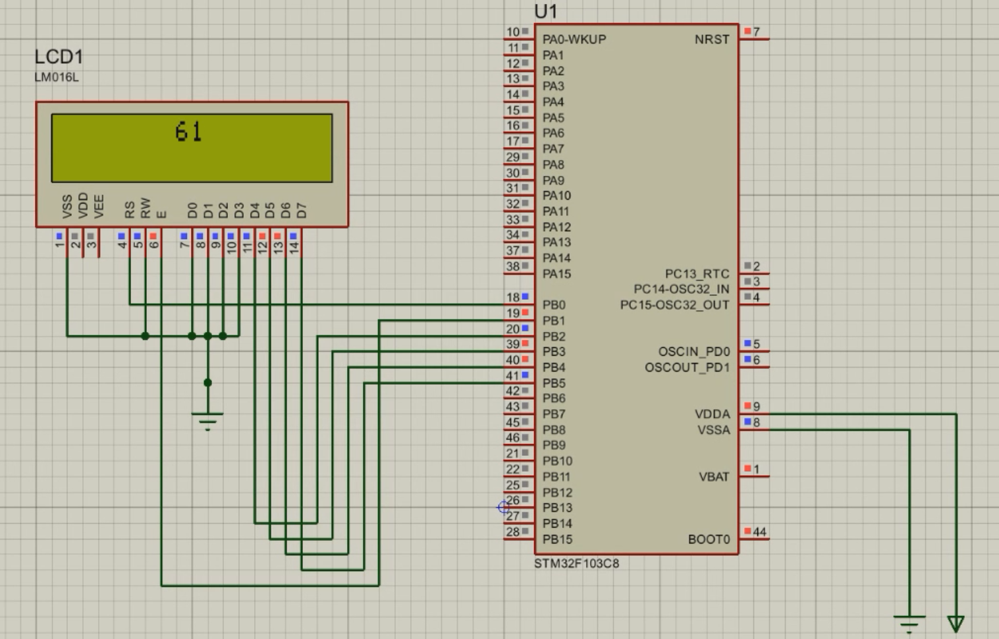 LCD1
LM016L
61
VSS VDD VEE RS RW E D0 D1 D2 D3 D4 D5 D6 D7
1 2 3 4 5 6 7 8 9 10 11 12 13 14
U1
10 PA0-WKUP
11 PA1
12 PA2
13 PA3
14 PA4
15 PA5
16 PA6
17 PA7
29 PA8
30 PA9
31 PA10
32 PA11
33 PA12
34 PA13
37 PA14
38 PA15
18 PB0
19 PB1
20 PB2
39 PB3
40 PB4
41 PB5
42 PB6
43 PB7
45 PB8
46 PB9
21 PB10
22 PB11
25 PB12
26 PB13
27 PB14
28 PB15
NRST 7
PC13_RTC 2
PC14-OSC32_IN 3
PC15-OSC32_OUT 4
OSCIN_PD0 5
OSCOUT_PD1 6
VDDA 9
VSSA 8
VBAT 1
BOOT0 44
STM32F103C8